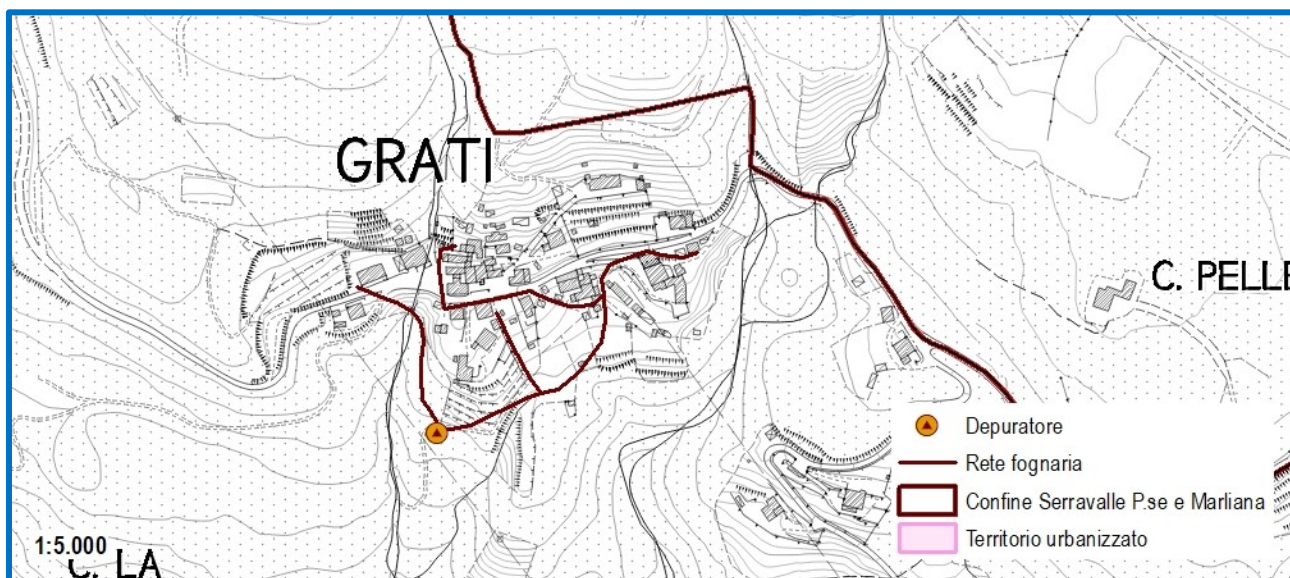 GRATI
C. PELLE
Depuratore
Rete fognaria
Confine Serravalle P.se e Marliana
Territorio urbanizzato
1:5.000
C. LA